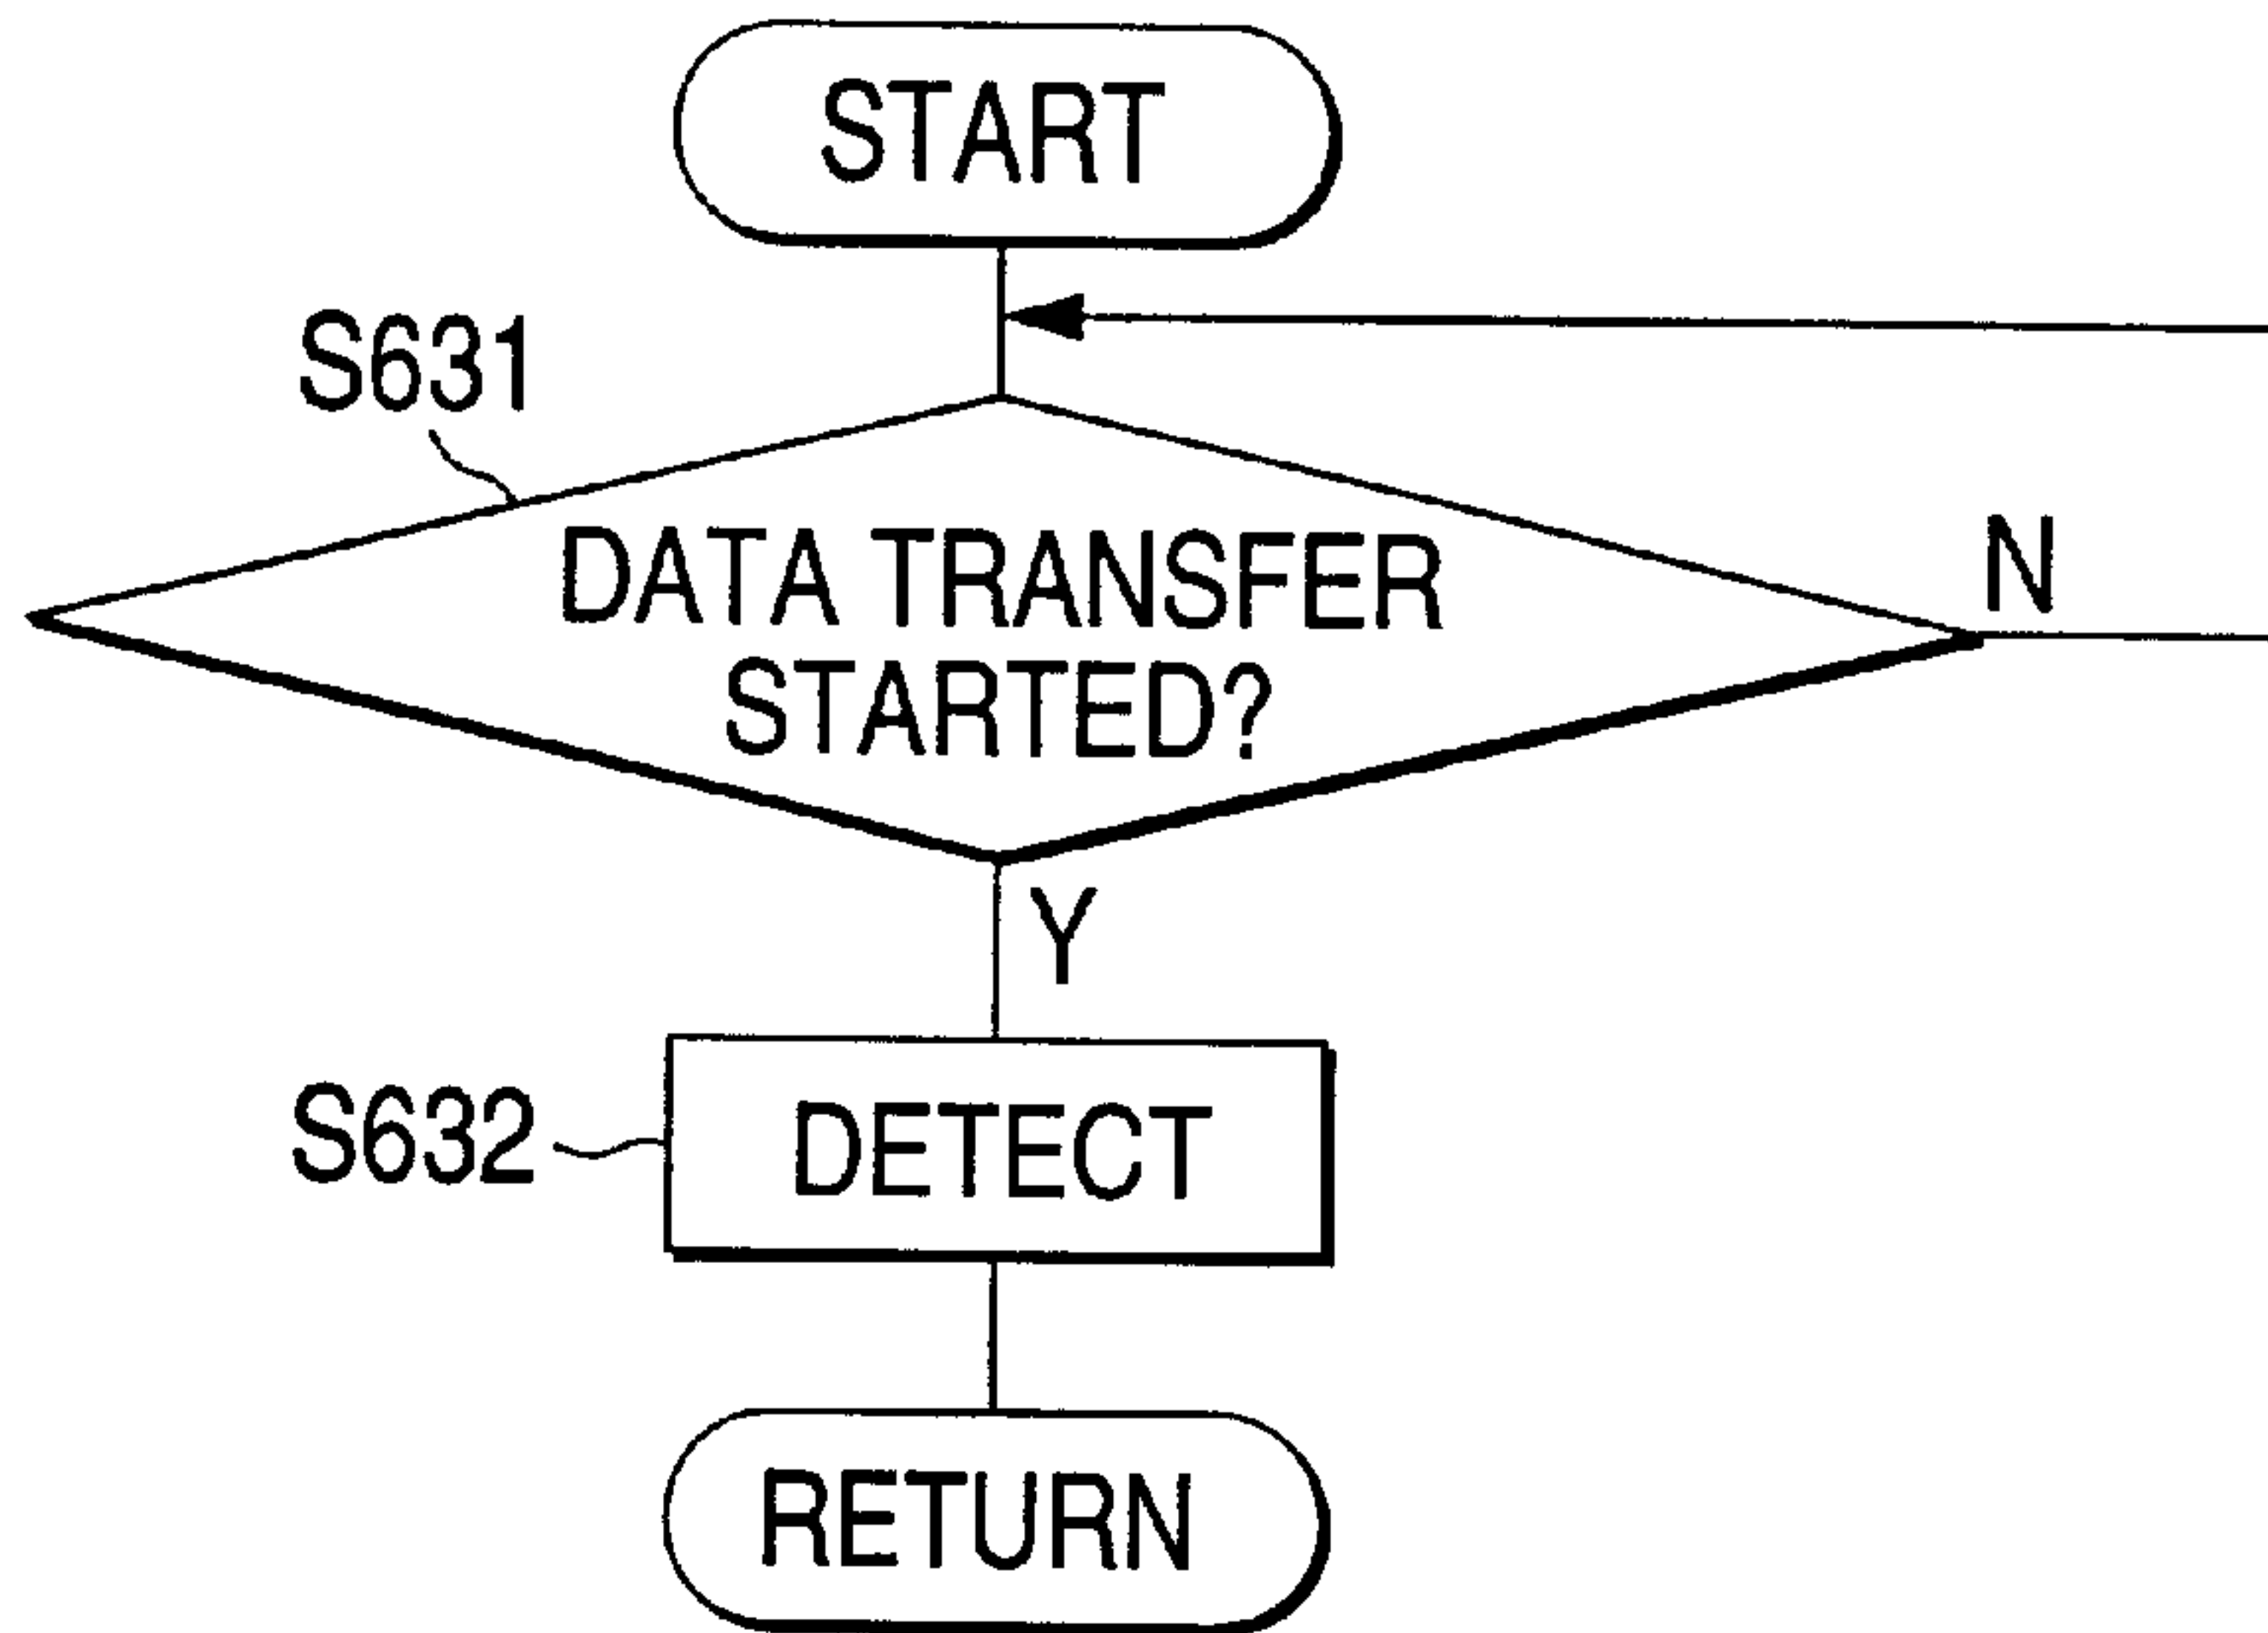 START
S631
DATA TRANSFER
STARTED?
N
Y
S632
DETECT
RETURN